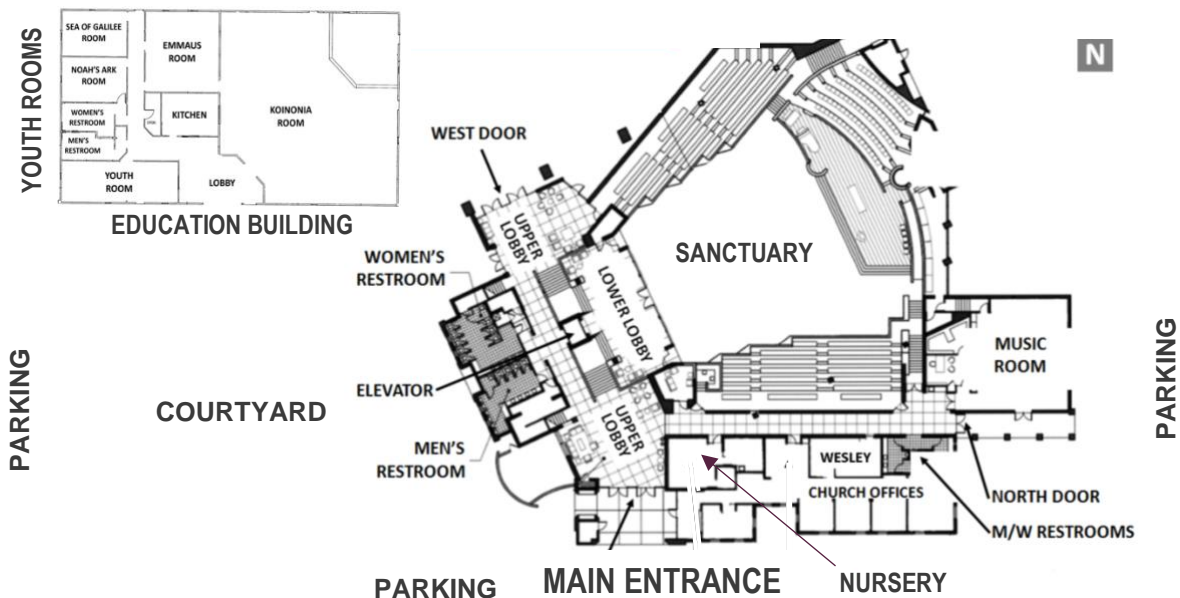 SEA OF GALILEE
ROOM
NOAH'S ARK
ROOM
WOMEN'S
RESTROOM
MEN'S
RESTROOM
YOUTH
ROOM
EMMAUS
ROOM
KITCHEN
KOINONIA
ROOM
LOBBY
YOUTH ROOMS
EDUCATION BUILDING
N
WEST DOOR
UPPER
LOBBY
WOMEN'S
RESTROOM
LOWER LOBBY
SANCTUARY
MUSIC
ROOM
PARKING
ELEVATOR
COURTYARD
PARKING
UPPER
LOBBY
MEN'S
RESTROOM
WESLEY
CHURCH OFFICES
NORTH DOOR
M/W RESTROOMS
PARKING
MAIN ENTRANCE
NURSERY